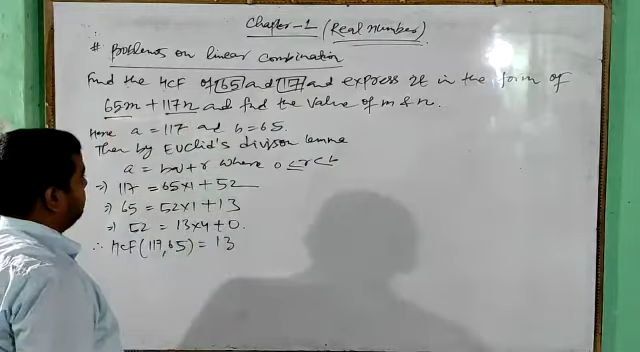 Chapter-1 (Real Number)
# Problems on linear combination
Find the HCF of 65 and 117 and express it in the form of
65m + 117n and find the value of m & n.
Here a = 117 ad b = 65.
Then by Euclid's division lemma
a = bq + r where 0 ≤ r < b
=> 117 = 65×1 + 52
=> 65 = 52×1 + 13
=> 52 = 13×4 + 0.
∴ HCF (117, 65) = 13